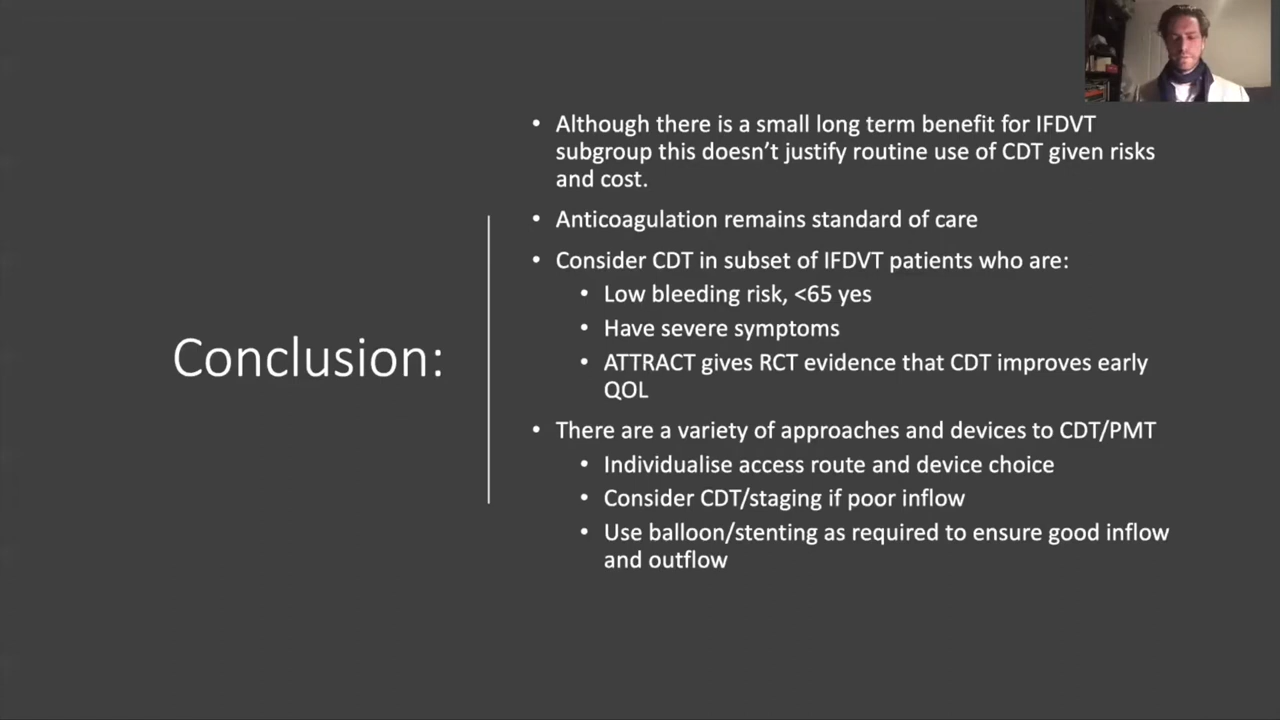 Conclusion:
• Although there is a small long term benefit for IFDVT
subgroup this doesn’t justify routine use of CDT given risks
and cost.
• Anticoagulation remains standard of care
• Consider CDT in subset of IFDVT patients who are:
• Low bleeding risk, <65 yes
• Have severe symptoms
• ATTRACT gives RCT evidence that CDT improves early
QOL
• There are a variety of approaches and devices to CDT/PMT
• Individualise access route and device choice
• Consider CDT/staging if poor inflow
• Use balloon/stenting as required to ensure good inflow
and outflow